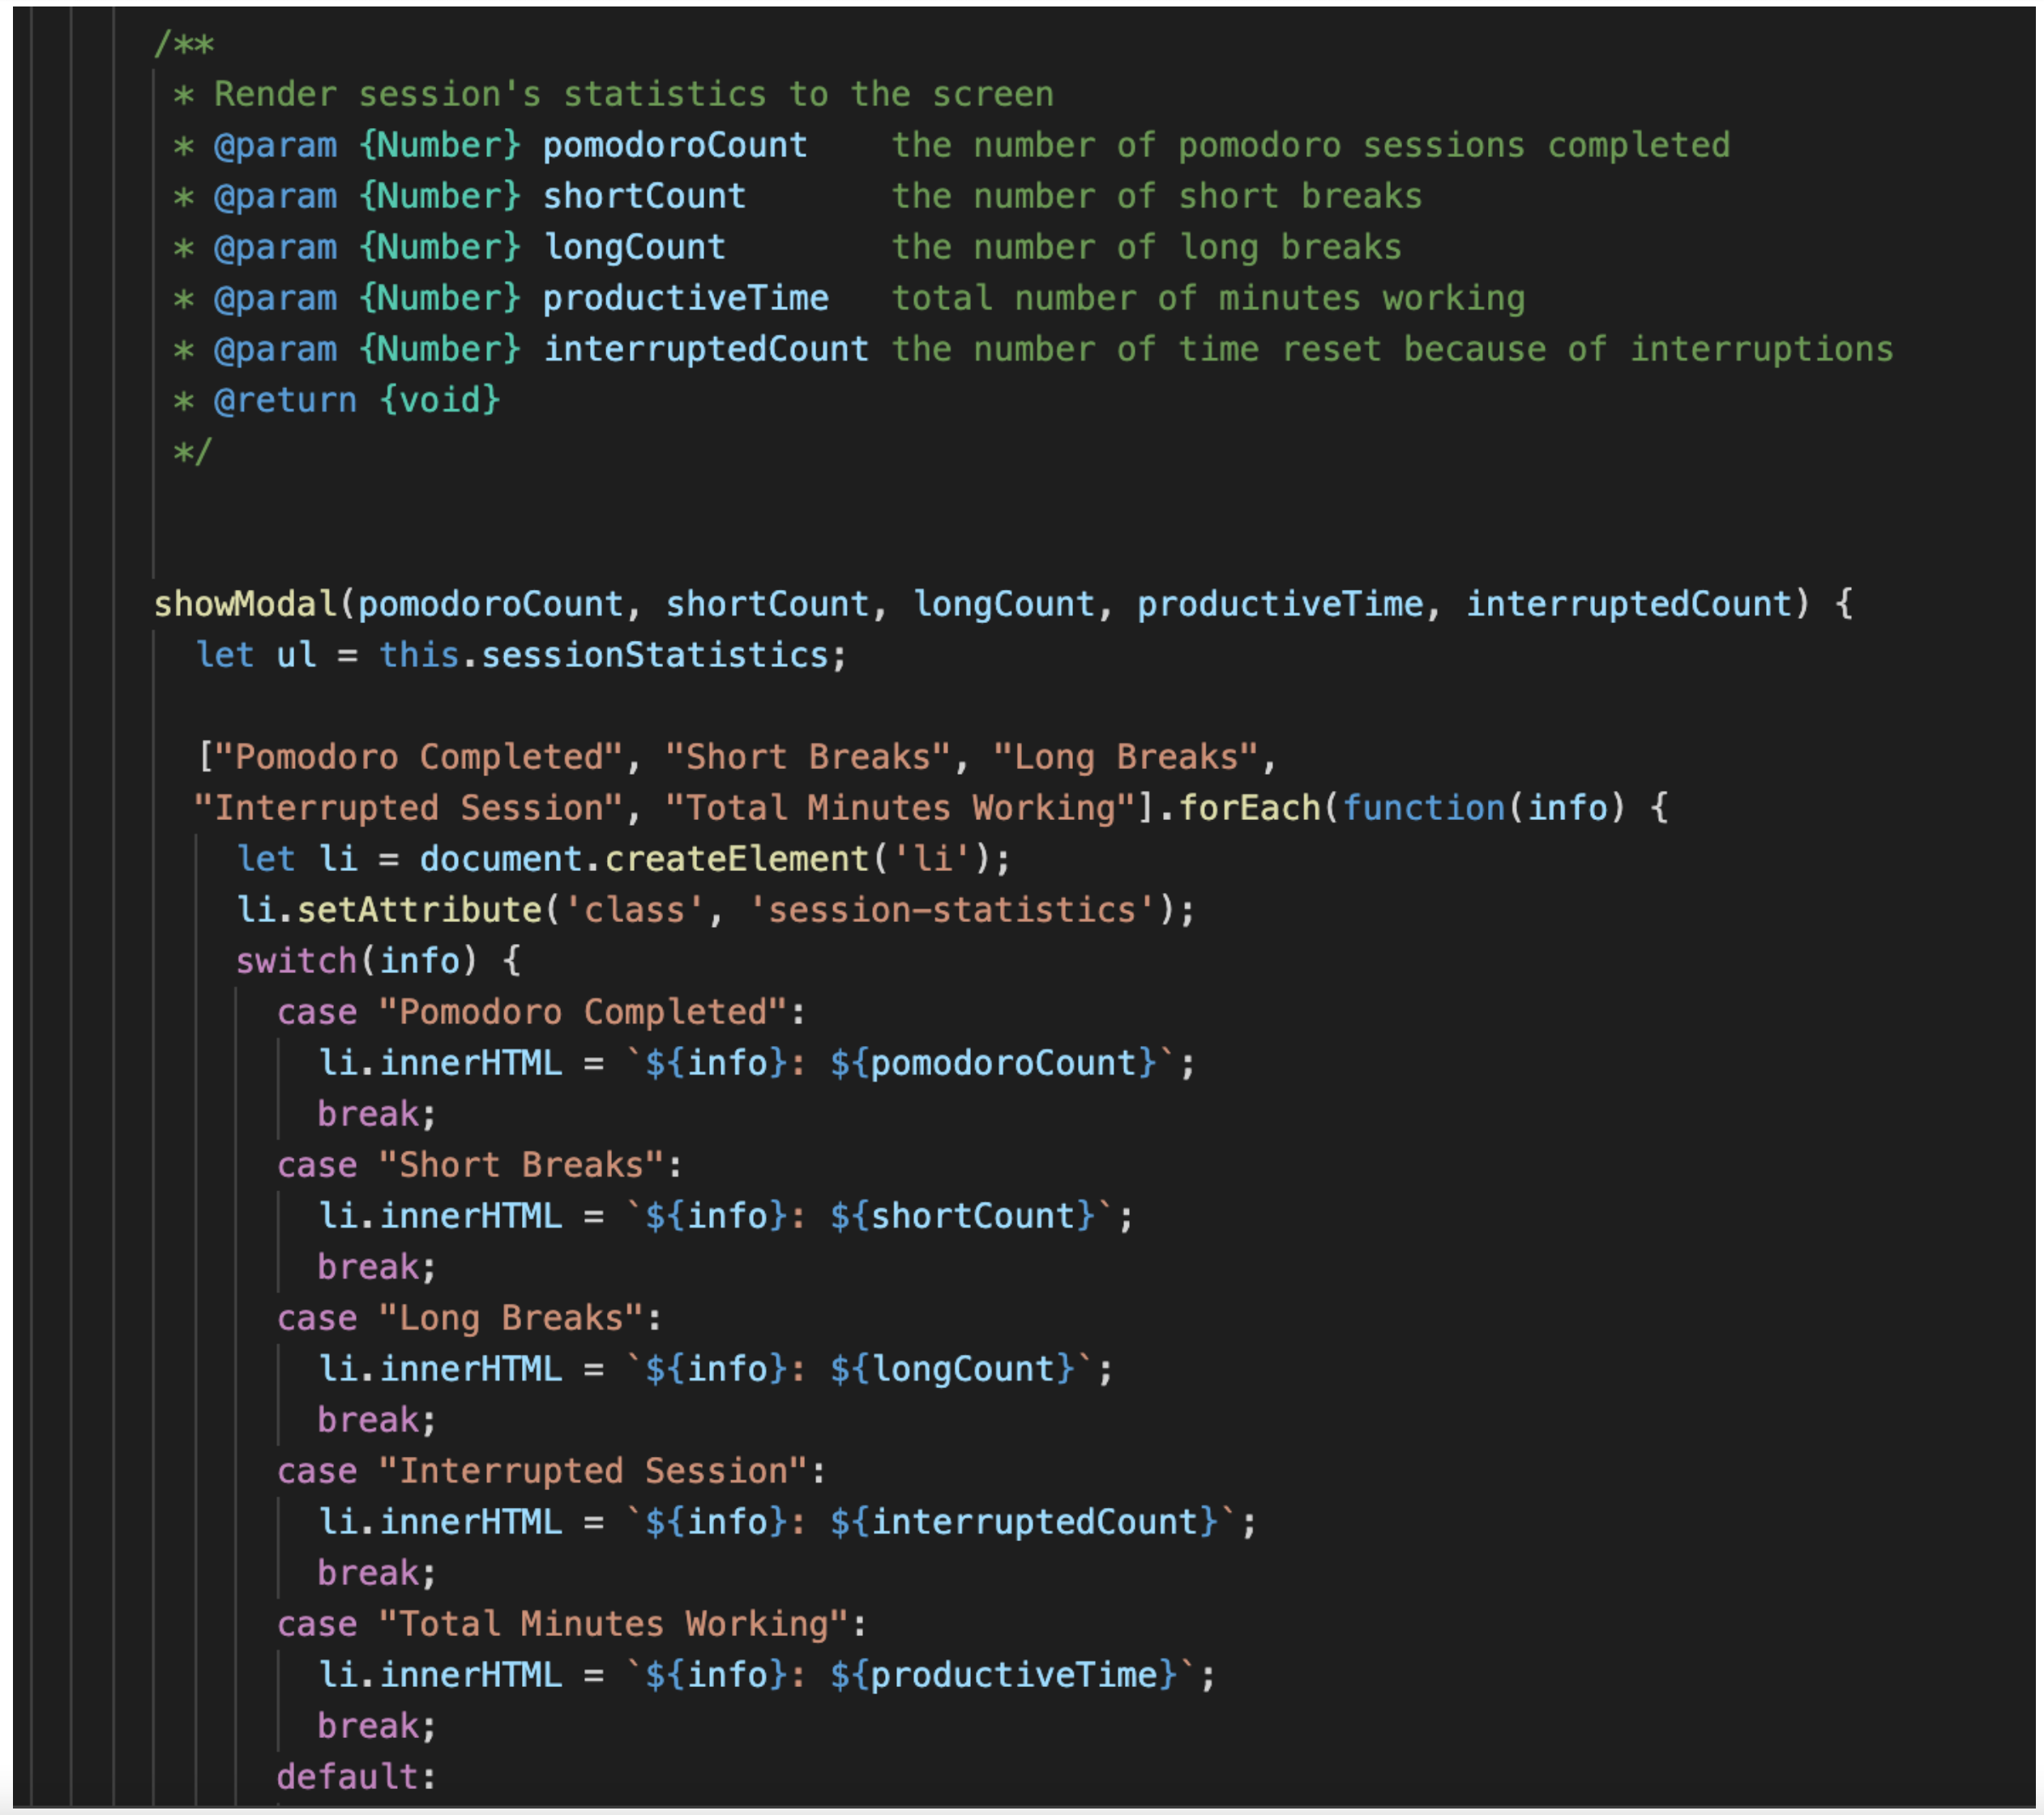 /**
 * Render session's statistics to the screen
 * @param {Number} pomodoroCount    the number of pomodoro sessions completed
 * @param {Number} shortCount       the number of short breaks
 * @param {Number} longCount        the number of long breaks
 * @param {Number} productiveTime   total number of minutes working
 * @param {Number} interruptedCount the number of time reset because of interruptions
 * @return {void}
 */
showModal(pomodoroCount, shortCount, longCount, productiveTime, interruptedCount) {
  let ul = this.sessionStatistics;
  ["Pomodoro Completed", "Short Breaks", "Long Breaks",
  "Interrupted Session", "Total Minutes Working"].forEach(function(info) {
    let li = document.createElement('li');
    li.setAttribute('class', 'session-statistics');
    switch(info) {
      case "Pomodoro Completed":
        li.innerHTML = `${info}: ${pomodoroCount}`;
        break;
      case "Short Breaks":
        li.innerHTML = `${info}: ${shortCount}`;
        break;
      case "Long Breaks":
        li.innerHTML = `${info}: ${longCount}`;
        break;
      case "Interrupted Session":
        li.innerHTML = `${info}: ${interruptedCount}`;
        break;
      case "Total Minutes Working":
        li.innerHTML = `${info}: ${productiveTime}`;
        break;
      default: